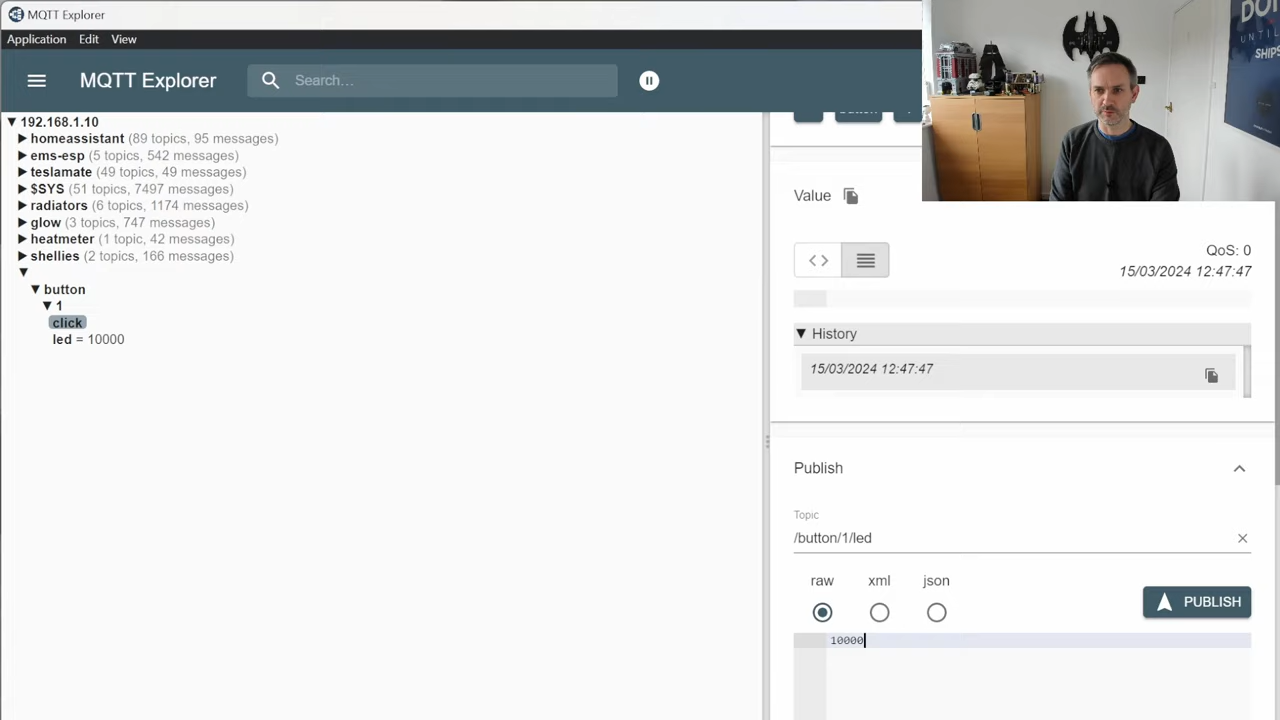 MQTT Explorer
Application Edit View
MQTT Explorer
Search...
192.168.1.10
homeassistant (89 topics, 95 messages)
ems-esp (5 topics, 542 messages)
teslamate (49 topics, 49 messages)
$SYS (51 topics, 7497 messages)
radiators (6 topics, 1174 messages)
glow (3 topics, 747 messages)
heatmeter (1 topic, 42 messages)
shellies (2 topics, 166 messages)
button
1
click
led = 10000
Value
QoS: 0
15/03/2024 12:47:47
History
15/03/2024 12:47:47
Publish
Topic
/button/1/led
raw xml json
PUBLISH
10000
UNTIL
SHIPS